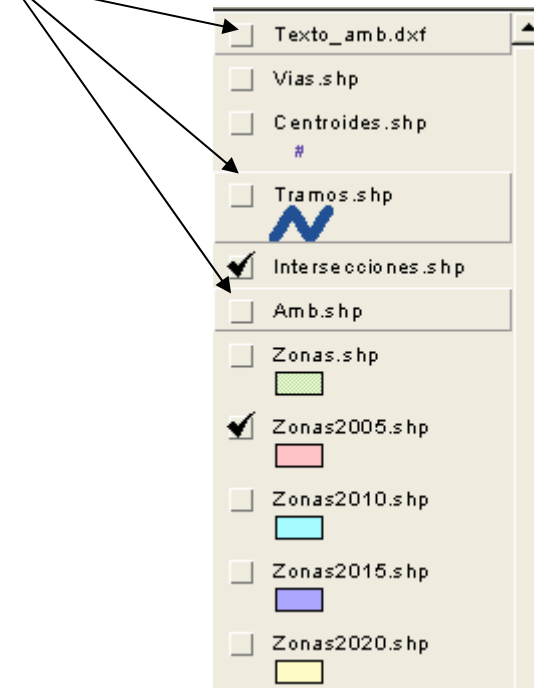 Texto_amb.dxf
Vias.shp
Centroides.shp
#
Tramos.shp
Intersecciones.shp
Amb.shp
Zonas.shp
Zonas2005.shp
Zonas2010.shp
Zonas2015.shp
Zonas2020.shp